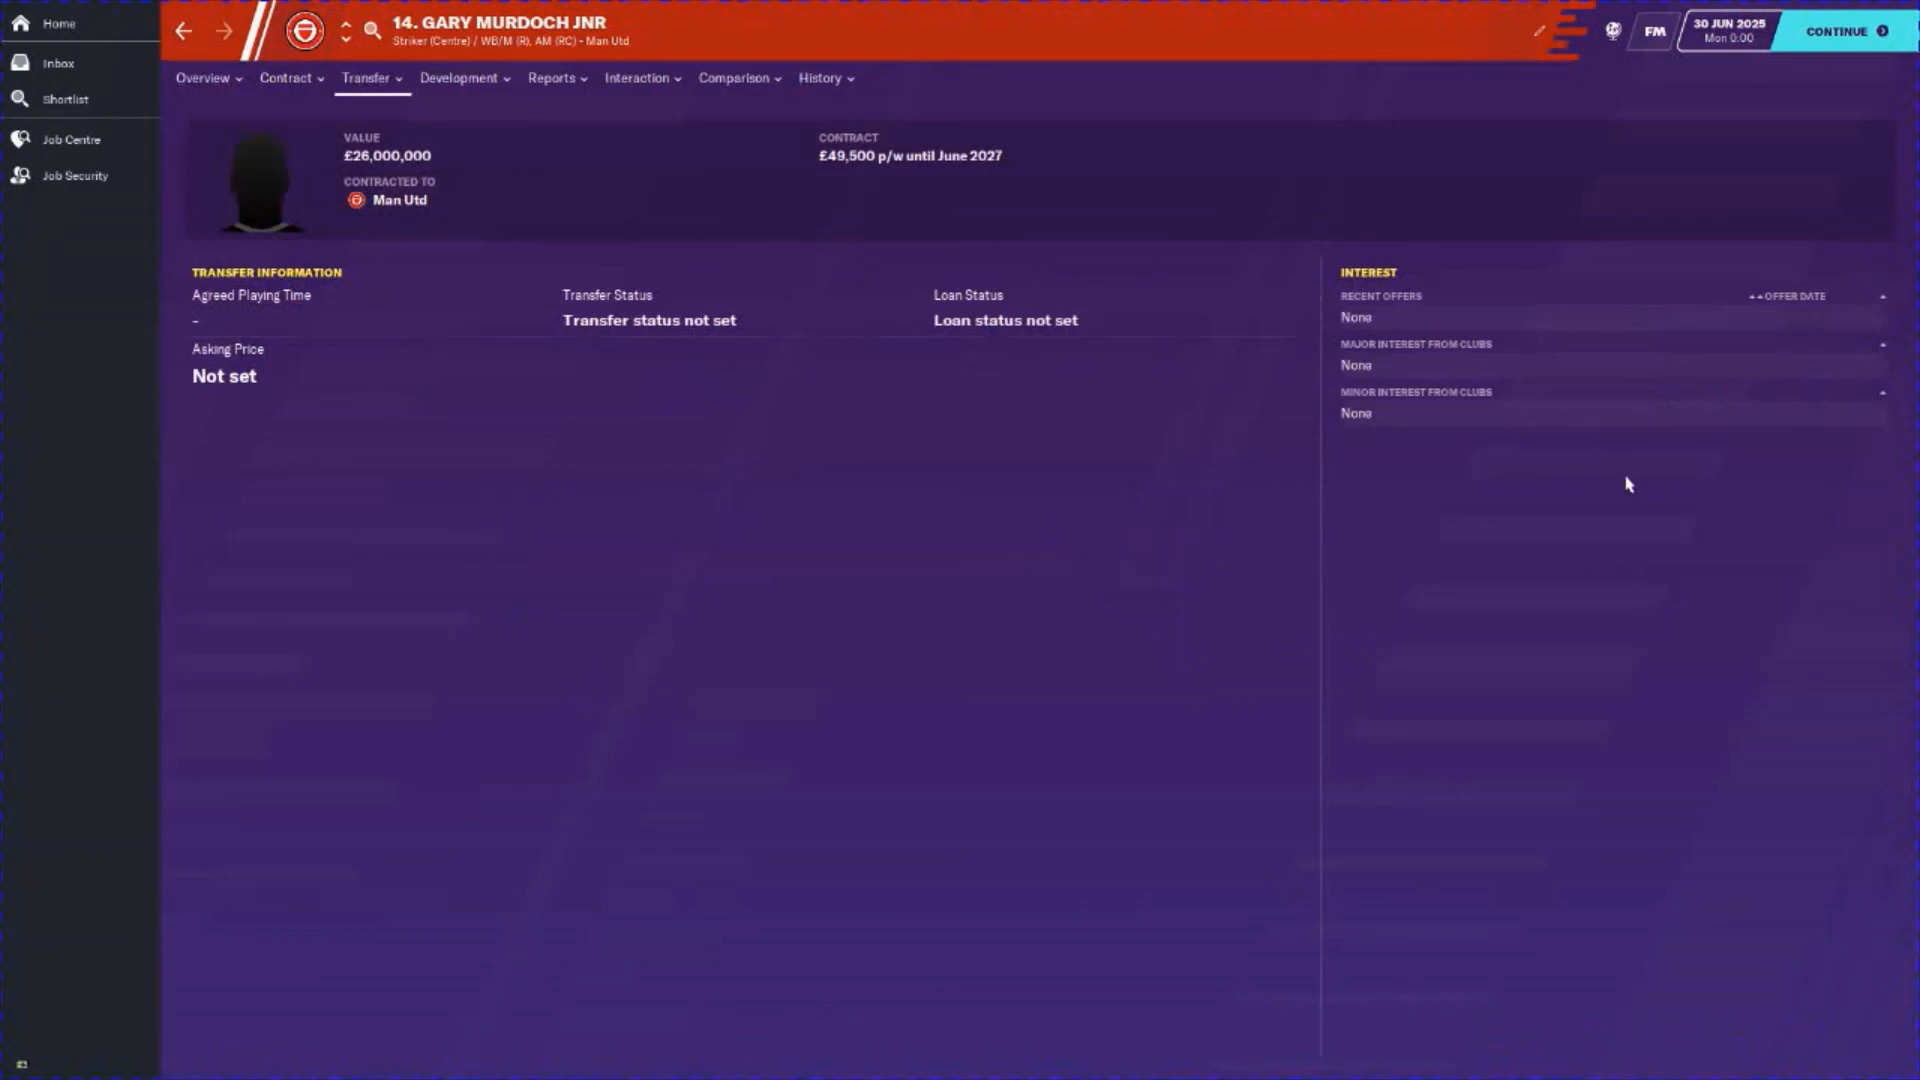 Home
Inbox
Shortlist
Job Centre
Job Security
14. GARY MURDOCH JNR
Striker (Centre) / WB/M (R), AM (RC) - Man Utd
FM
30 JUN 2025
Mon 0:00
CONTINUE
Overview
Contract
Transfer
Development
Reports
Interaction
Comparison
History
VALUE
£26,000,000
CONTRACTED TO
Man Utd
CONTRACT
£49,500 p/w until June 2027
TRANSFER INFORMATION
Agreed Playing Time
-
Transfer Status
Transfer status not set
Loan Status
Loan status not set
Asking Price
Not set
INTEREST
RECENT OFFERS
OFFER DATE
None
MAJOR INTEREST FROM CLUBS
None
MINOR INTEREST FROM CLUBS
None